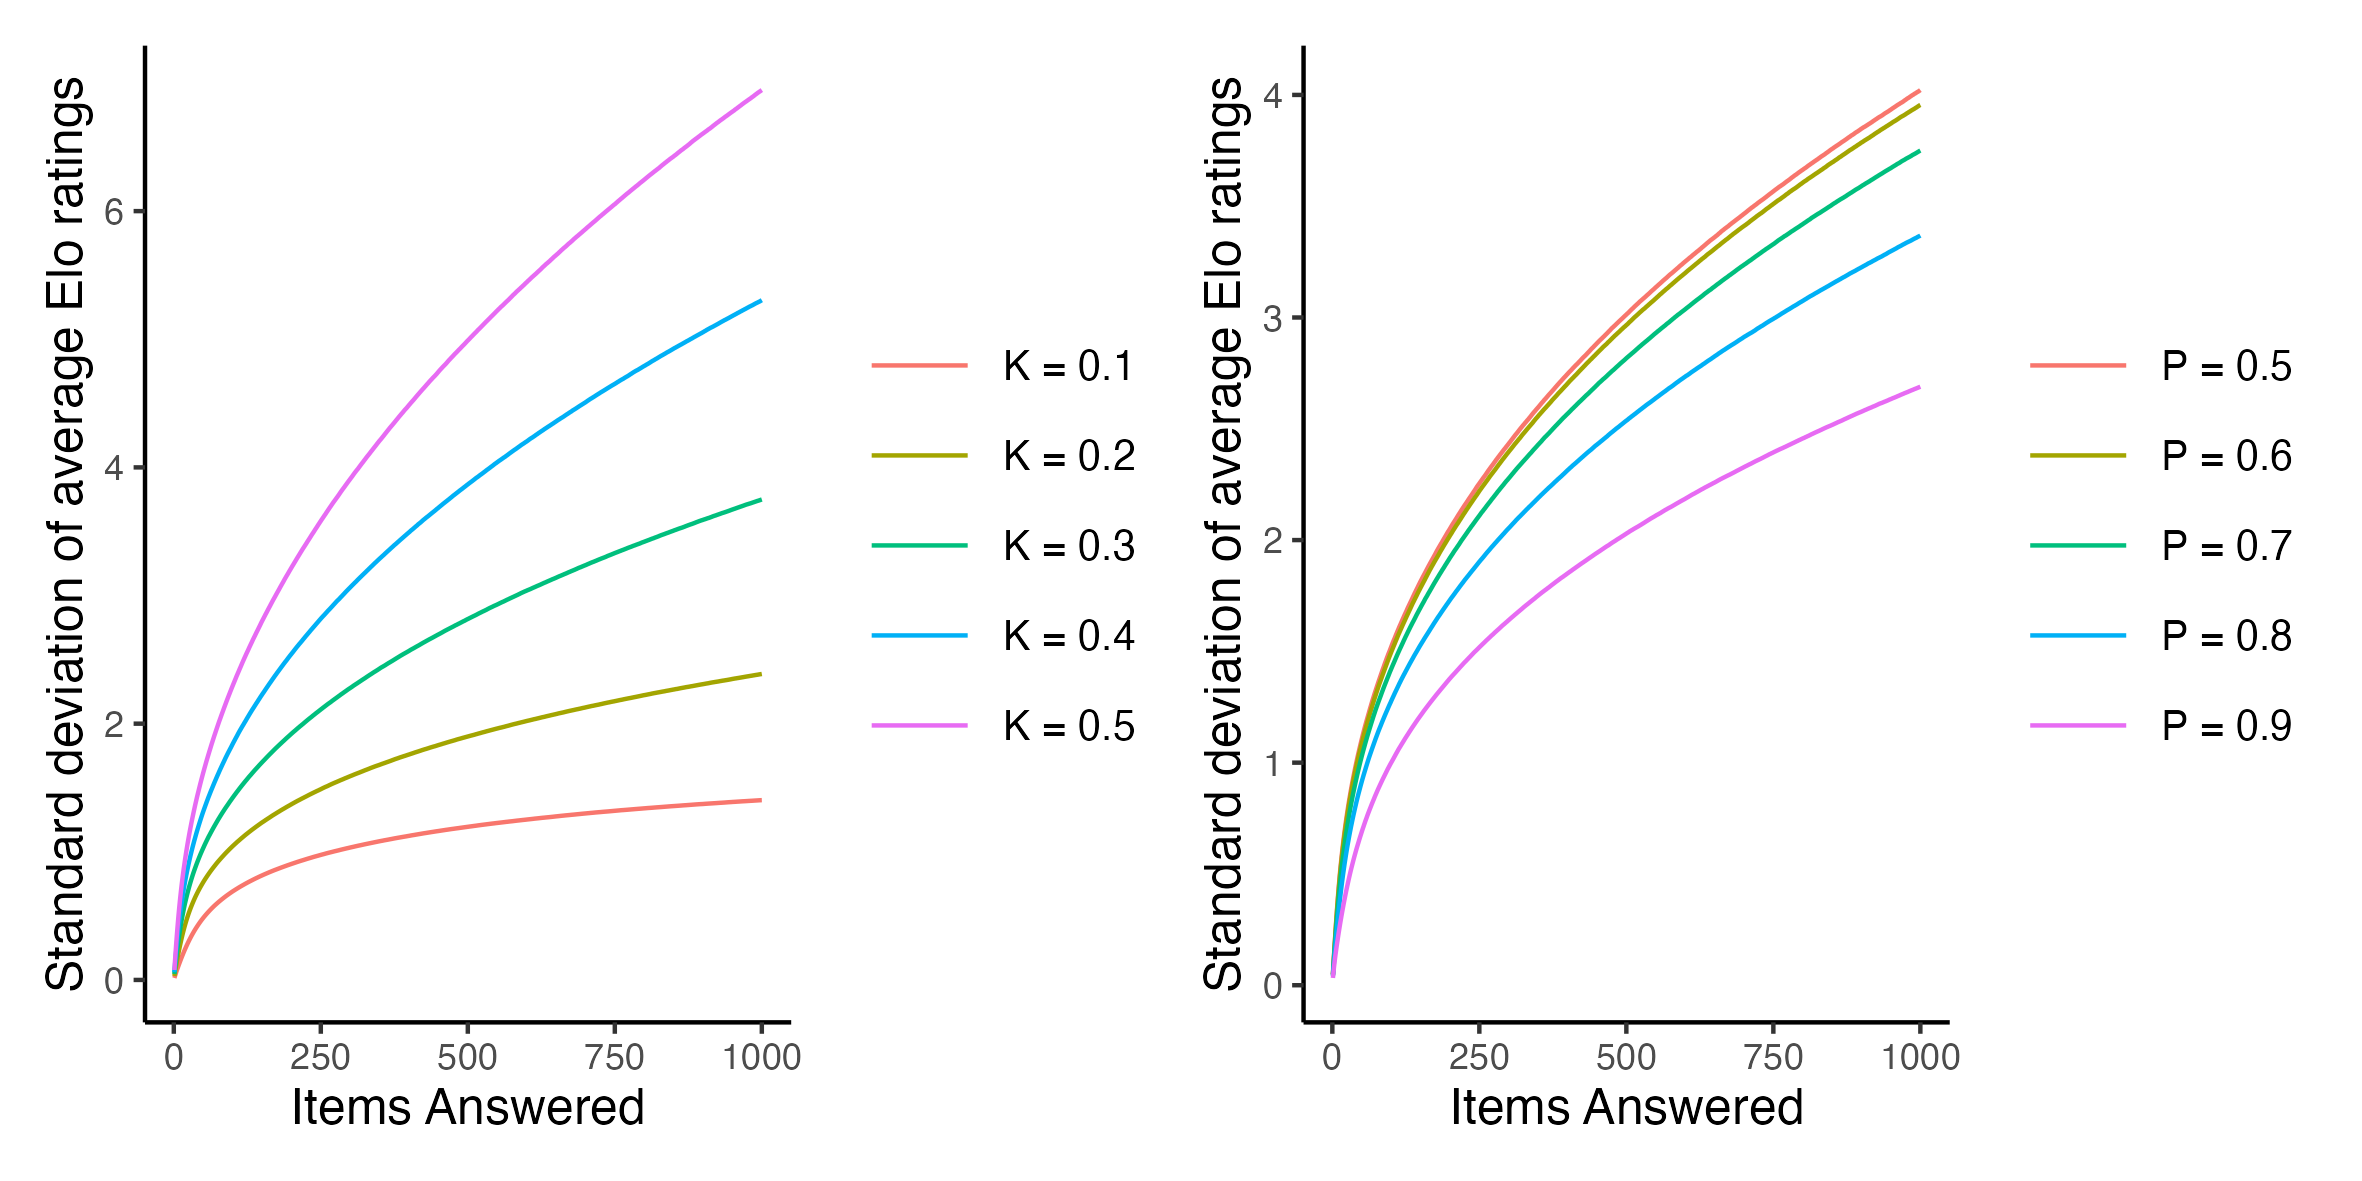 Standard deviation of average Elo ratings
6
4
2
0
0 250 500 750 1000
Items Answered
K = 0.1
K = 0.2
K = 0.3
K = 0.4
K = 0.5
Standard deviation of average Elo ratings
4
3
2
1
0
0 250 500 750 1000
Items Answered
P = 0.5
P = 0.6
P = 0.7
P = 0.8
P = 0.9